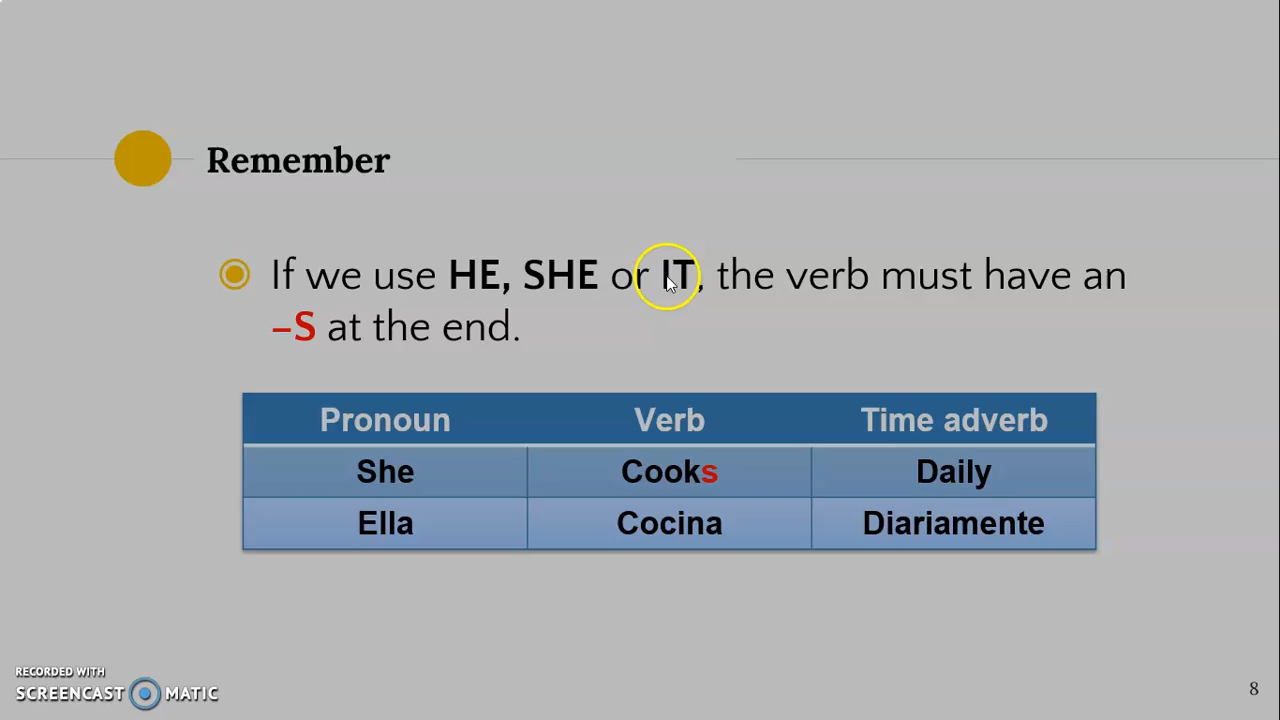 Remember
If we use HE, SHE or IT, the verb must have an
–S at the end.
Pronoun Verb Time adverb
She Cooks Daily
Ella Cocina Diariamente
RECORDED WITH
SCREENCAST MATIC
8